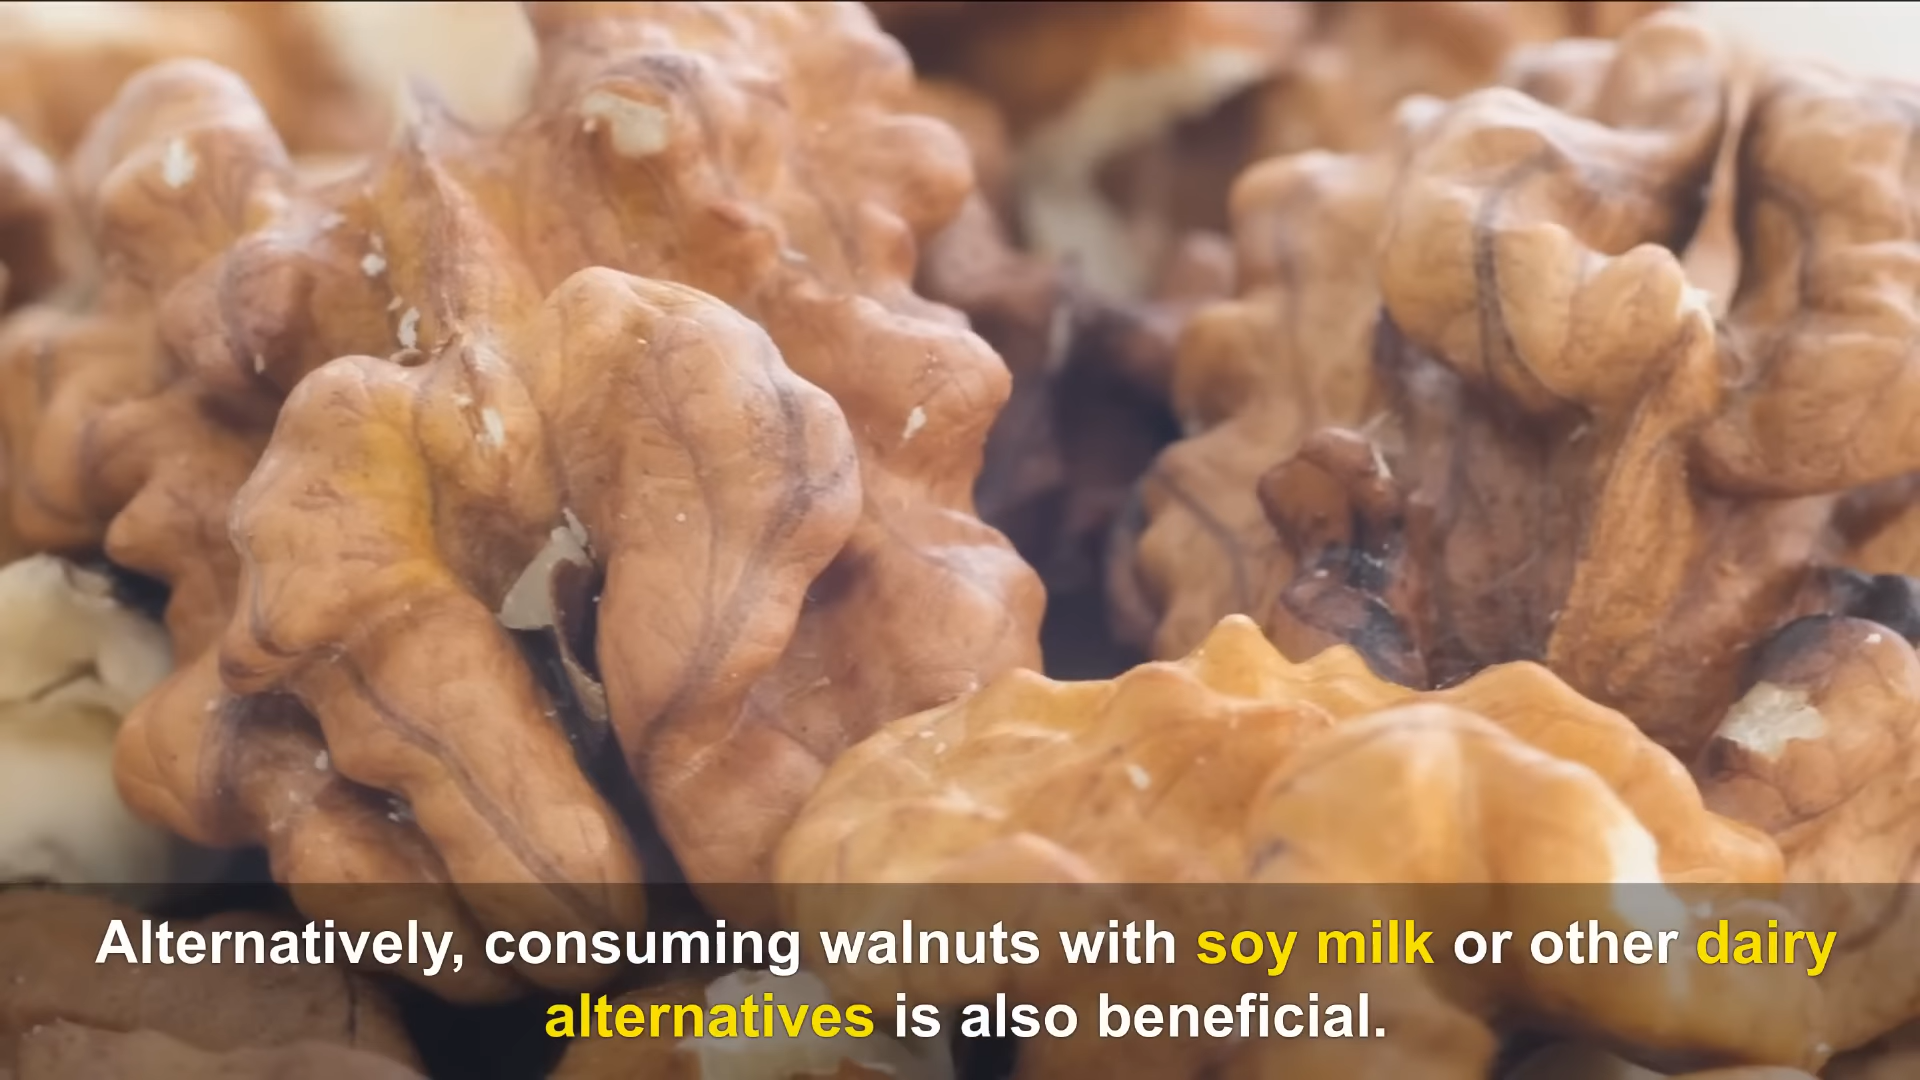 Alternatively, consuming walnuts with soy milk or other dairy
alternatives is also beneficial.